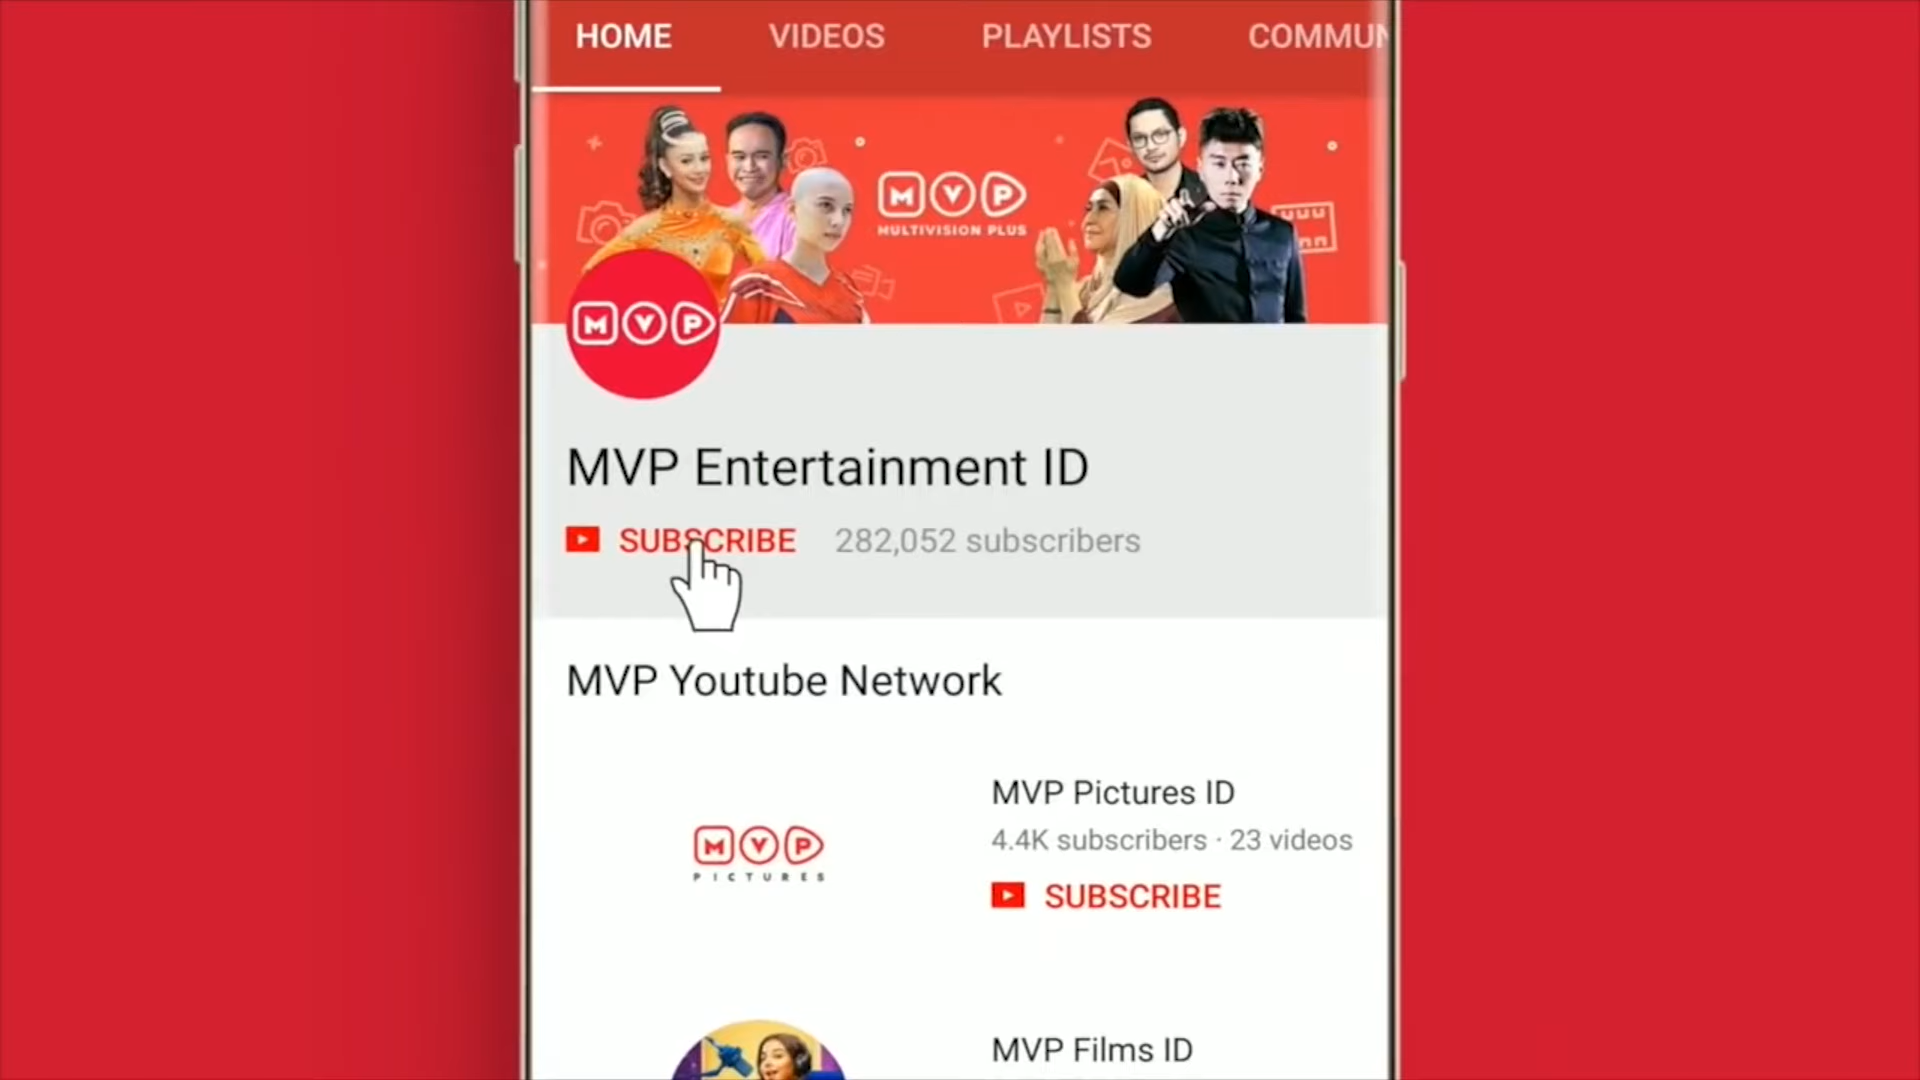 HOME VIDEOS PLAYLISTS COMMUN
MVP
MULTIVISION PLUS
MVP
MVP Entertainment ID
SUBSCRIBE 282,052 subscribers
MVP Youtube Network
MVP Pictures ID
4.4K subscribers · 23 videos
MVP
PICTURES
SUBSCRIBE
MVP Films ID